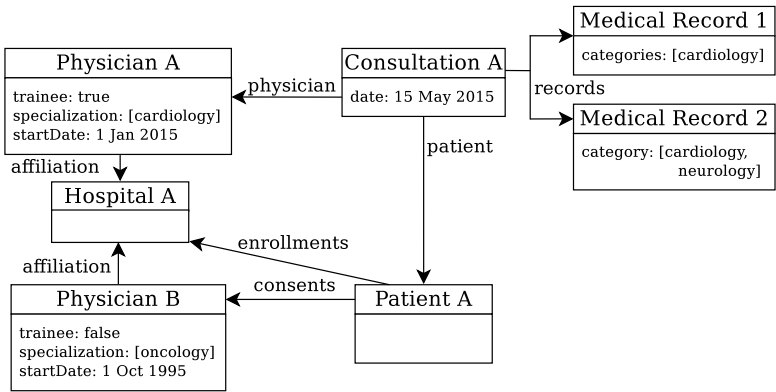 Medical Record 1
categories: [cardiology]
Physician A
trainee: true
specialization: [cardiology]
startDate: 1 Jan 2015
physician
Consultation A
date: 15 May 2015
records
Medical Record 2
category: [cardiology,
neurology]
patient
affiliation
Hospital A
enrollments
affiliation
consents
Physician B
trainee: false
specialization: [oncology]
startDate: 1 Oct 1995
Patient A